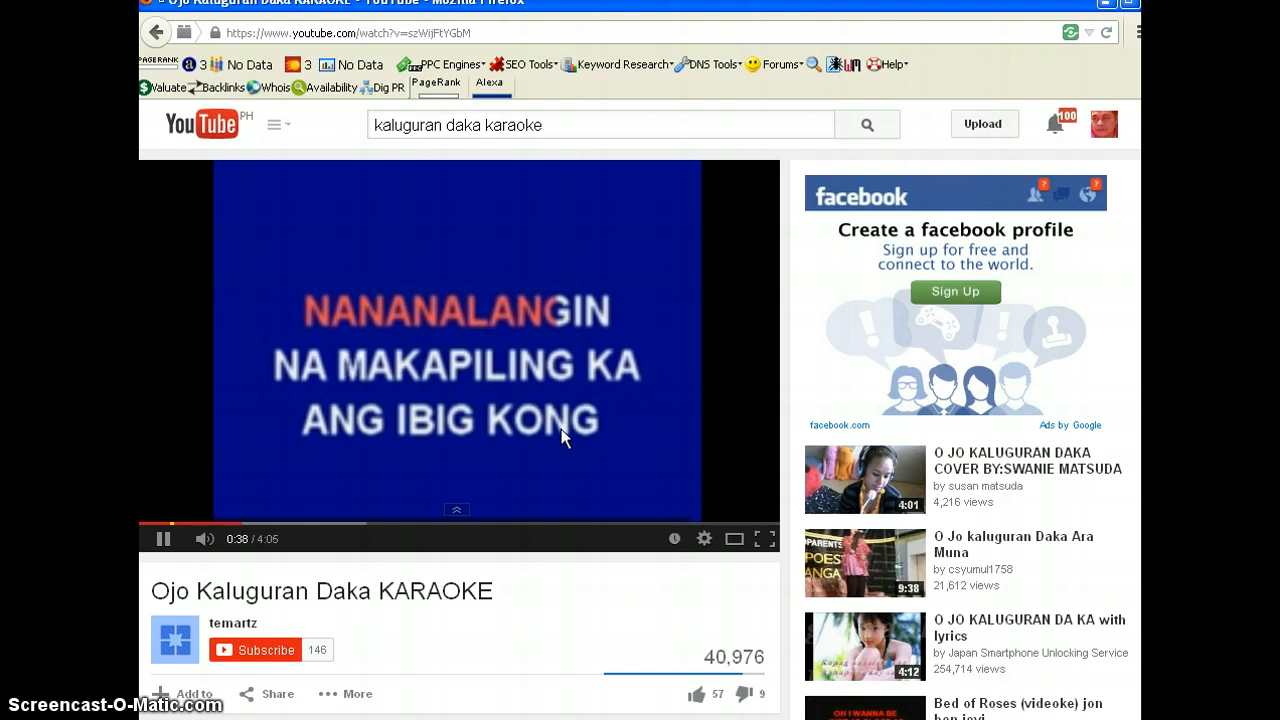 Ojo Kaluguran Daka KARAOKE - YouTube - Mozilla Firefox
https://www.youtube.com/watch?v=szWijFtYGbM
PAGERANK 3 No Data 3 No Data PPC Engines SEO Tools Keyword Research DNS Tools Forums Help
Valuate Backlinks Whois Availability Dig PR PageRank Alexa
YouTube PH
kaluguran daka karaoke
Upload
100
facebook
? ?
Create a facebook profile
Sign up for free and
connect to the world.
Sign Up
facebook.com Ads by Google
NANANALANGIN
NA MAKAPILING KA
ANG IBIG KONG
0:38 / 4:05
Ojo Kaluguran Daka KARAOKE
temartz
Subscribe 146
40,976
Add to Share More 57 9
O JO KALUGURAN DAKA
COVER BY:SWANIE MATSUDA
by susan matsuda
4,216 views
4:01
O Jo kaluguran Daka Ara
Muna
by csyumul1758
21,612 views
9:38
O JO KALUGURAN DA KA with
lyrics
by Japan Smartphone Unlocking Service
254,714 views
4:12
Bed of Roses (videoke) jon
bon jovi
OH I WANNA BE
Screencast-O-Matic.com